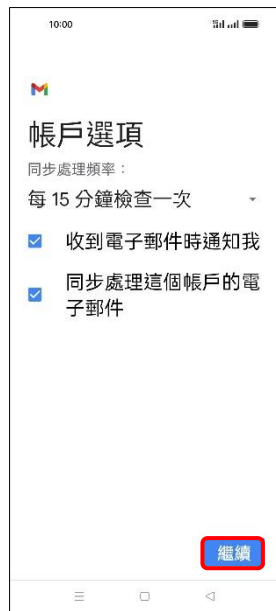 10:00
帳戶選項
同步處理頻率：
每 15 分鐘檢查一次
收到電子郵件時通知我
同步處理這個帳戶的電
子郵件
繼續